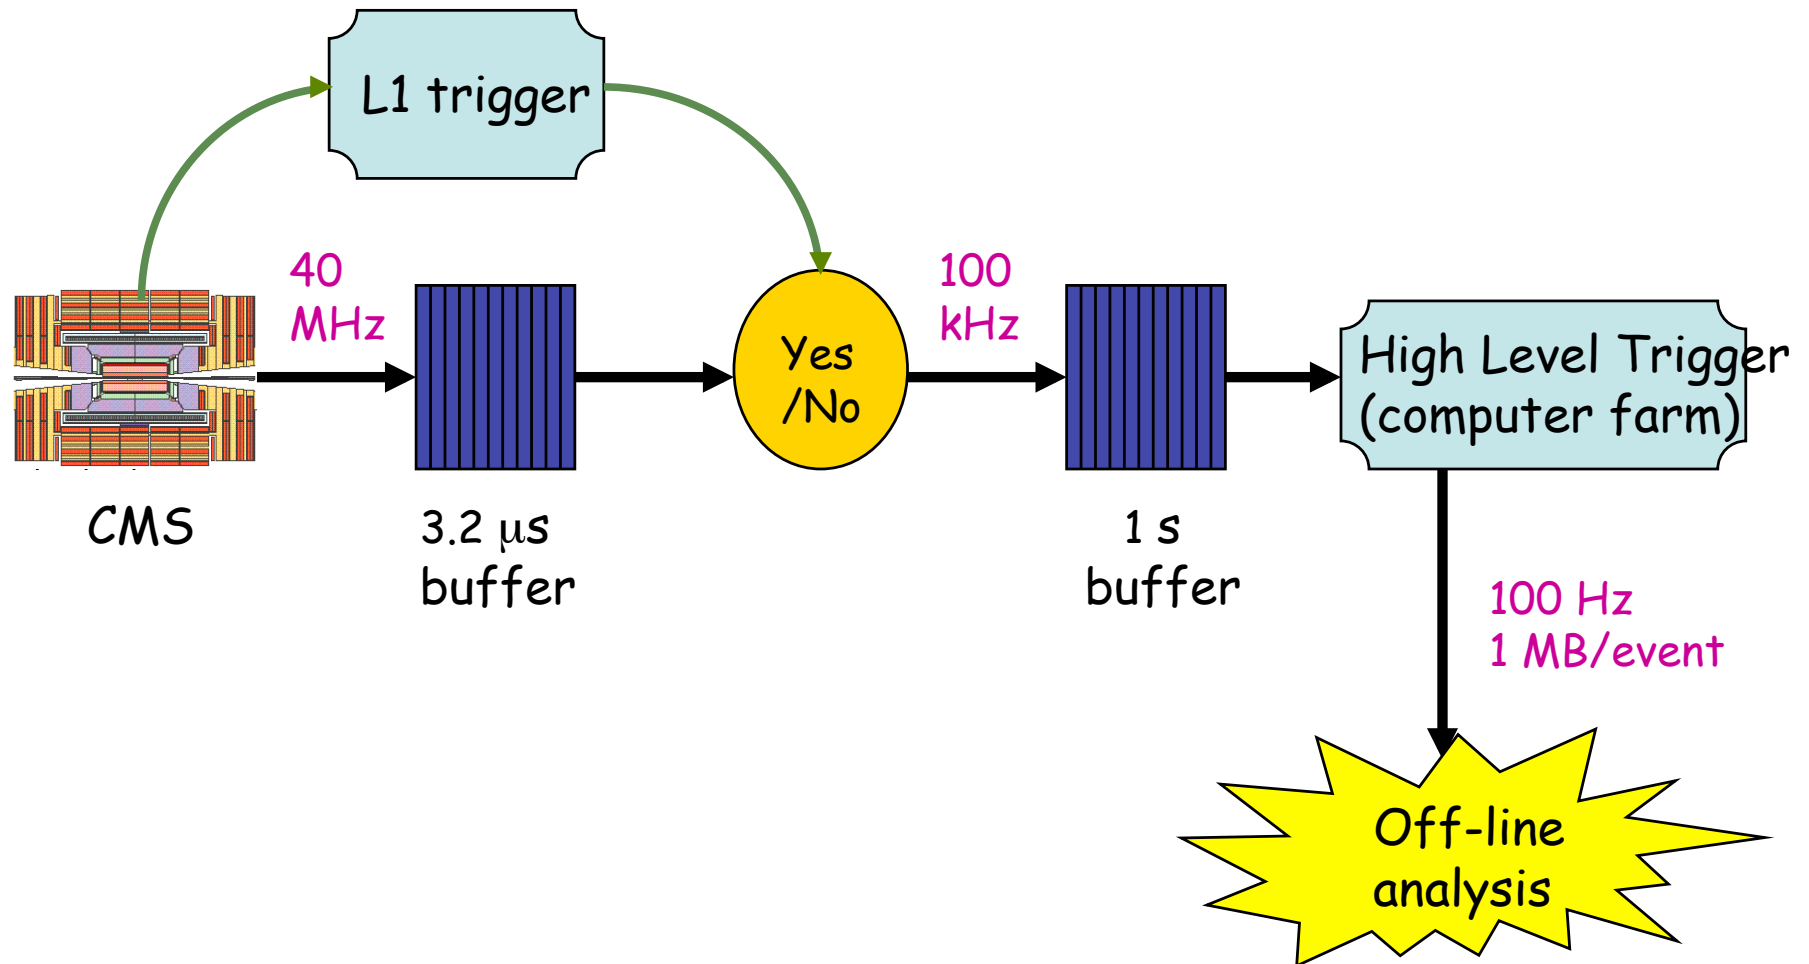 L1 trigger
40
MHz
100
kHz
Yes
/No
High Level Trigger
(computer farm)
CMS
3.2 μs
buffer
1 s
buffer
100 Hz
1 MB/event
Off-line
analysis